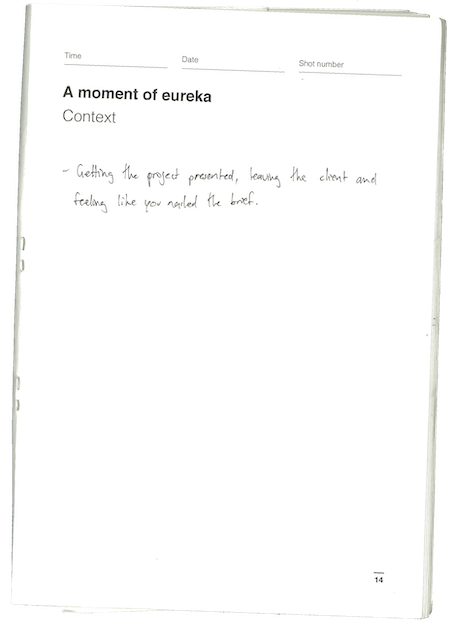 Time
Date
Shot number
A moment of eureka
Context
- Getting the project presented, leaving the client and
feeling like you nailed the brief.
14